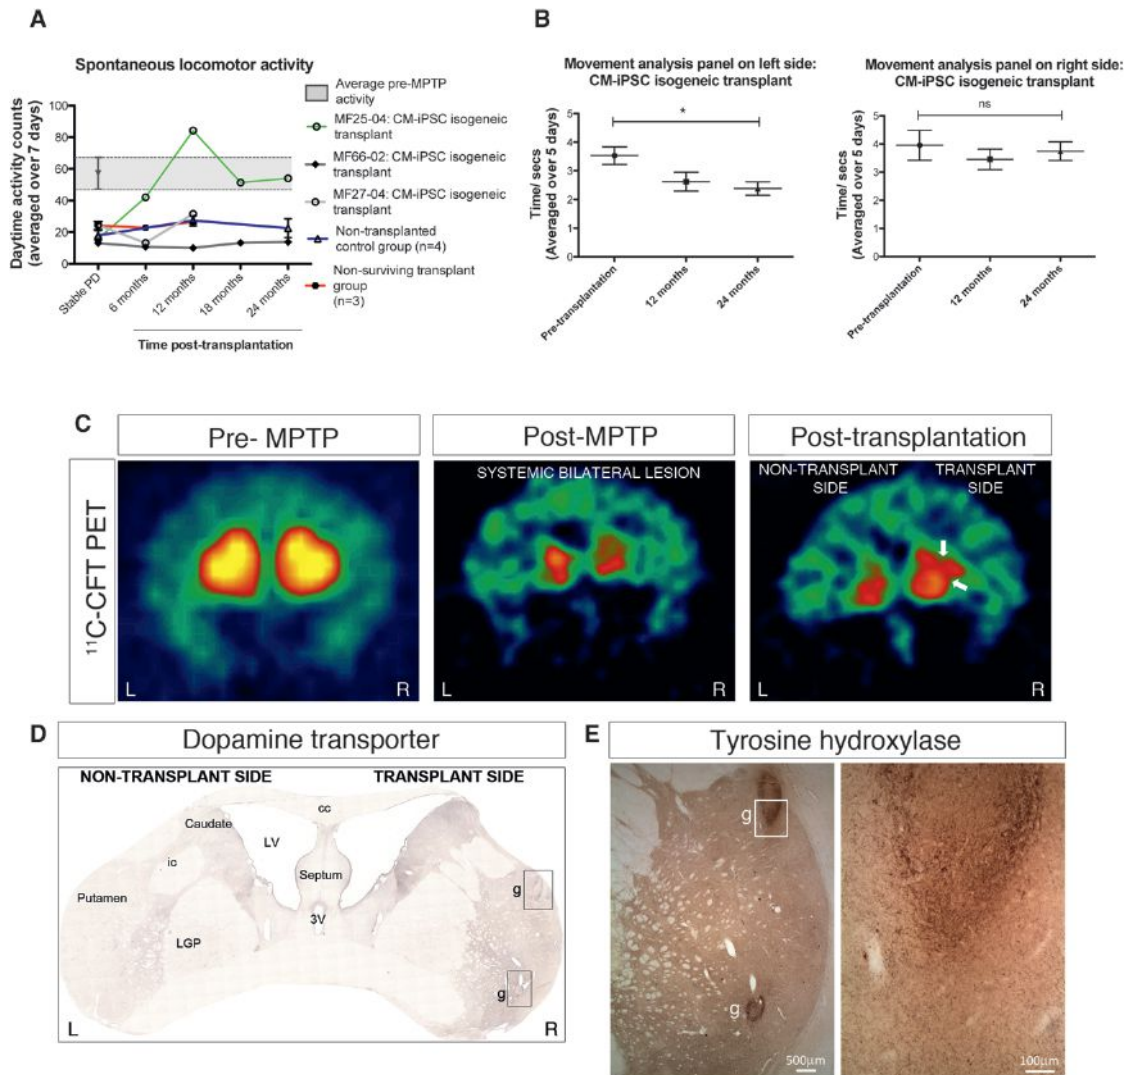 A
Spontaneous locomotor activity
Daytime activity counts
(averaged over 7 days)
100
80
60
40
20
0
Stable PD
6 months
12 months
18 months
24 months
Time post-transplantation
Average pre-MPTP
activity
MF25-04: CM-iPSC isogeneic
transplant
MF66-02: CM-iPSC isogeneic
transplant
MF27-04: CM-iPSC isogeneic
transplant
Non-transplanted
control group (n=4)
Non-surviving transplant
group
(n=3)
B
Movement analysis panel on left side:
CM-iPSC isogeneic transplant
Time/ secs
(Averaged over 5 days)
5
4
3
2
1
0
*
Pre-transplantation
12 months
24 months
Movement analysis panel on right side:
CM-iPSC isogeneic transplant
Time/ secs
(Averaged over 5 days)
5
4
3
2
1
0
ns
Pre-transplantation
12 months
24 months
C
Pre- MPTP
Post-MPTP
Post-transplantation
¹¹C-CFT PET
L
R
SYSTEMIC BILATERAL LESION
L
R
NON-TRANSPLANT
SIDE
TRANSPLANT
SIDE
L
R
D
Dopamine transporter
NON-TRANSPLANT SIDE
TRANSPLANT SIDE
cc
Caudate
LV
ic
Septum
g
Putamen
3V
LGP
g
L
R
E
Tyrosine hydroxylase
g
g
500µm
100µm